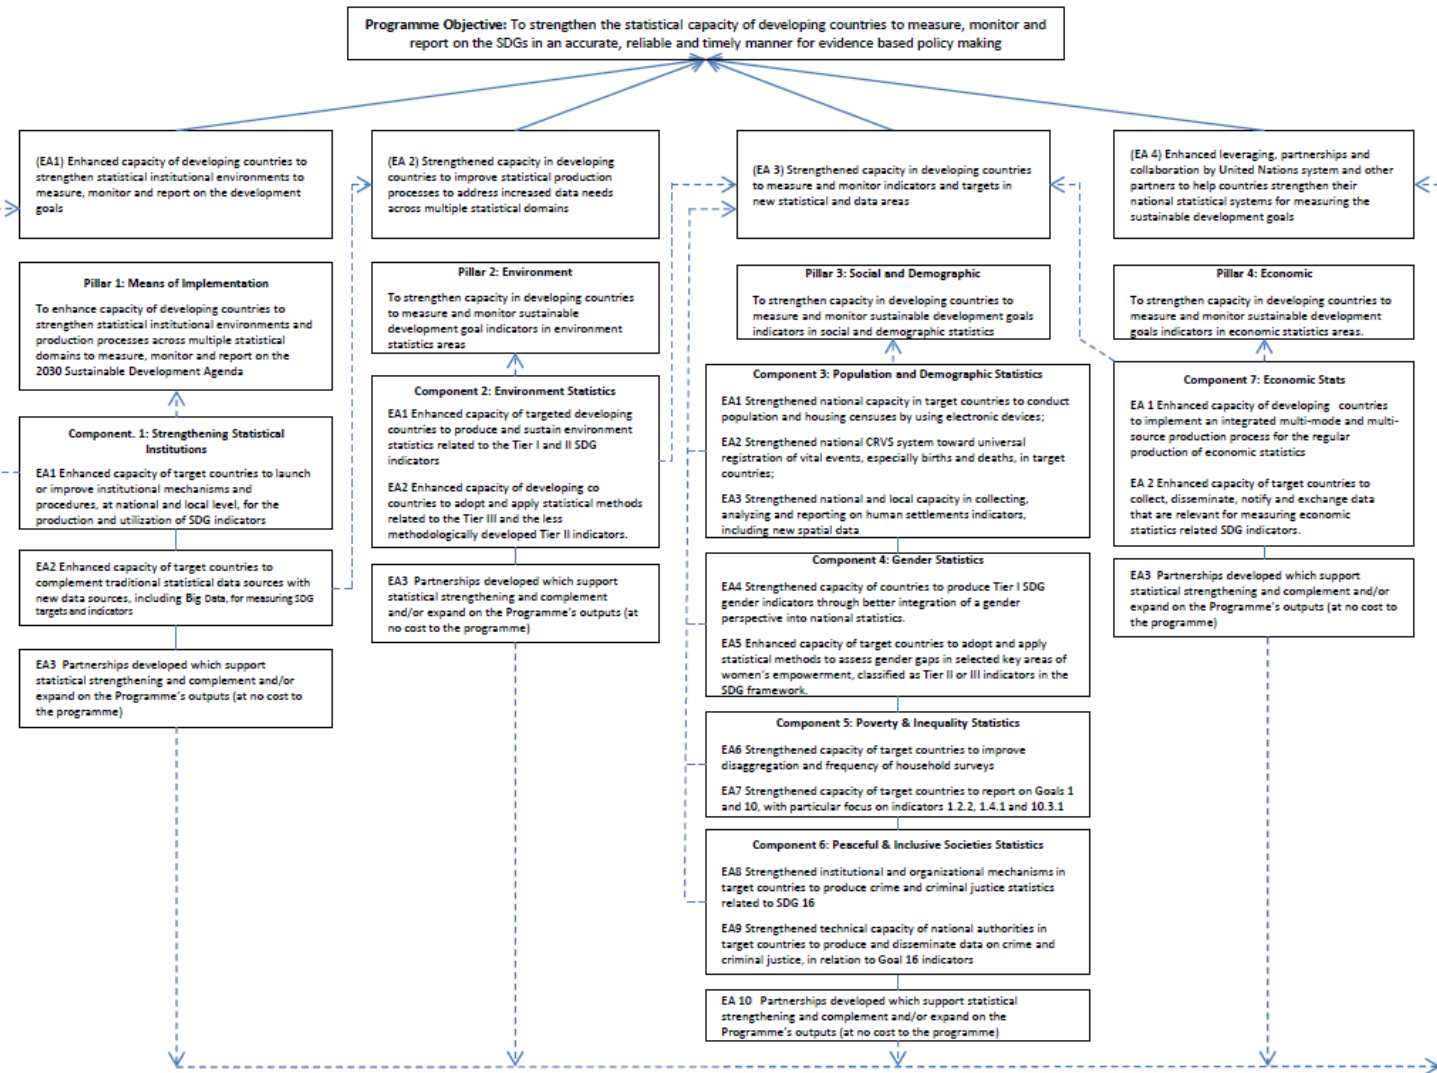 Programme Objective: To strengthen the statistical capacity of developing countries to measure, monitor and
report on the SDGs in an accurate, reliable and timely manner for evidence based policy making
(EA1) Enhanced capacity of developing countries to
strengthen statistical institutional environments to
measure, monitor and report on the development
goals
(EA 2) Strengthened capacity in developing
countries to improve statistical production
processes to address increased data needs
across multiple statistical domains
(EA 3) Strengthened capacity in developing countries
to measure and monitor indicators and targets in
new statistical and data areas
(EA 4) Enhanced leveraging, partnerships and
collaboration by United Nations system and other
partners to help countries strengthen their
national statistical systems for measuring the
sustainable development goals
Pillar 1: Means of Implementation
To enhance capacity of developing countries to
strengthen statistical institutional environments and
production processes across multiple statistical
domains to measure, monitor and report on the
2030 Sustainable Development Agenda
Pillar 2: Environment
To strengthen capacity in developing countries
to measure and monitor sustainable
development goal indicators in environment
statistics areas
Pillar 3: Social and Demographic
To strengthen capacity in developing countries to
measure and monitor sustainable development goals
indicators in social and demographic statistics
Pillar 4: Economic
To strengthen capacity in developing countries to
measure and monitor sustainable development
goals indicators in economic statistics areas.
Component. 1: Strengthening Statistical
Institutions
EA1 Enhanced capacity of target countries to launch
or improve institutional mechanisms and
procedures, at national and local level, for the
production and utilization of SDG indicators
EA2 Enhanced capacity of target countries to
complement traditional statistical data sources with
new data sources, including Big Data, for measuring SDG
targets and indicators
EA3 Partnerships developed which support
statistical strengthening and complement and/or
expand on the Programme's outputs (at no cost to
the programme)
Component 2: Environment Statistics
EA1 Enhanced capacity of targeted developing
countries to produce and sustain environment
statistics related to the Tier I and II SDG
indicators
EA2 Enhanced capacity of developing co
countries to adopt and apply statistical methods
related to the Tier III and the less
methodologically developed Tier II indicators.
EA3 Partnerships developed which support
statistical strengthening and complement
and/or expand on the Programme's outputs (at
no cost to the programme)
Component 3: Population and Demographic Statistics
EA1 Strengthened national capacity in target countries to conduct
population and housing censuses by using electronic devices;
EA2 Strengthened national CRVS system toward universal
registration of vital events, especially births and deaths, in target
countries;
EA3 Strengthened national and local capacity in collecting,
analyzing and reporting on human settlements indicators,
including new spatial data
Component 4: Gender Statistics
EA4 Strengthened capacity of countries to produce Tier I SDG
gender indicators through better integration of a gender
perspective into national statistics.
EA5 Enhanced capacity of target countries to adopt and apply
statistical methods to assess gender gaps in selected key areas of
women's empowerment, classified as Tier II or III indicators in the
SDG framework.
Component 5: Poverty & Inequality Statistics
EA6 Strengthened capacity of target countries to improve
disaggregation and frequency of household surveys
EA7 Strengthened capacity of target countries to report on Goals 1
and 10, with particular focus on indicators 1.2.2, 1.4.1 and 10.3.1
Component 6: Peaceful & Inclusive Societies Statistics
EA8 Strengthened institutional and organizational mechanisms in
target countries to produce crime and criminal justice statistics
related to SDG 16
EA9 Strengthened technical capacity of national authorities in
target countries to produce and disseminate data on crime and
criminal justice, in relation to Goal 16 indicators
EA 10 Partnerships developed which support statistical
strengthening and complement and/or expand on the
Programme's outputs (at no cost to the programme)
Component 7: Economic Stats
EA 1 Enhanced capacity of developing countries
to implement an integrated multi-mode and multi-
source production process for the regular
production of economic statistics
EA 2 Enhanced capacity of target countries to
collect, disseminate, notify and exchange data
that are relevant for measuring economic
statistics related SDG indicators.
EA3 Partnerships developed which support
statistical strengthening and complement and/or
expand on the Programme's outputs (at no cost to
the programme)